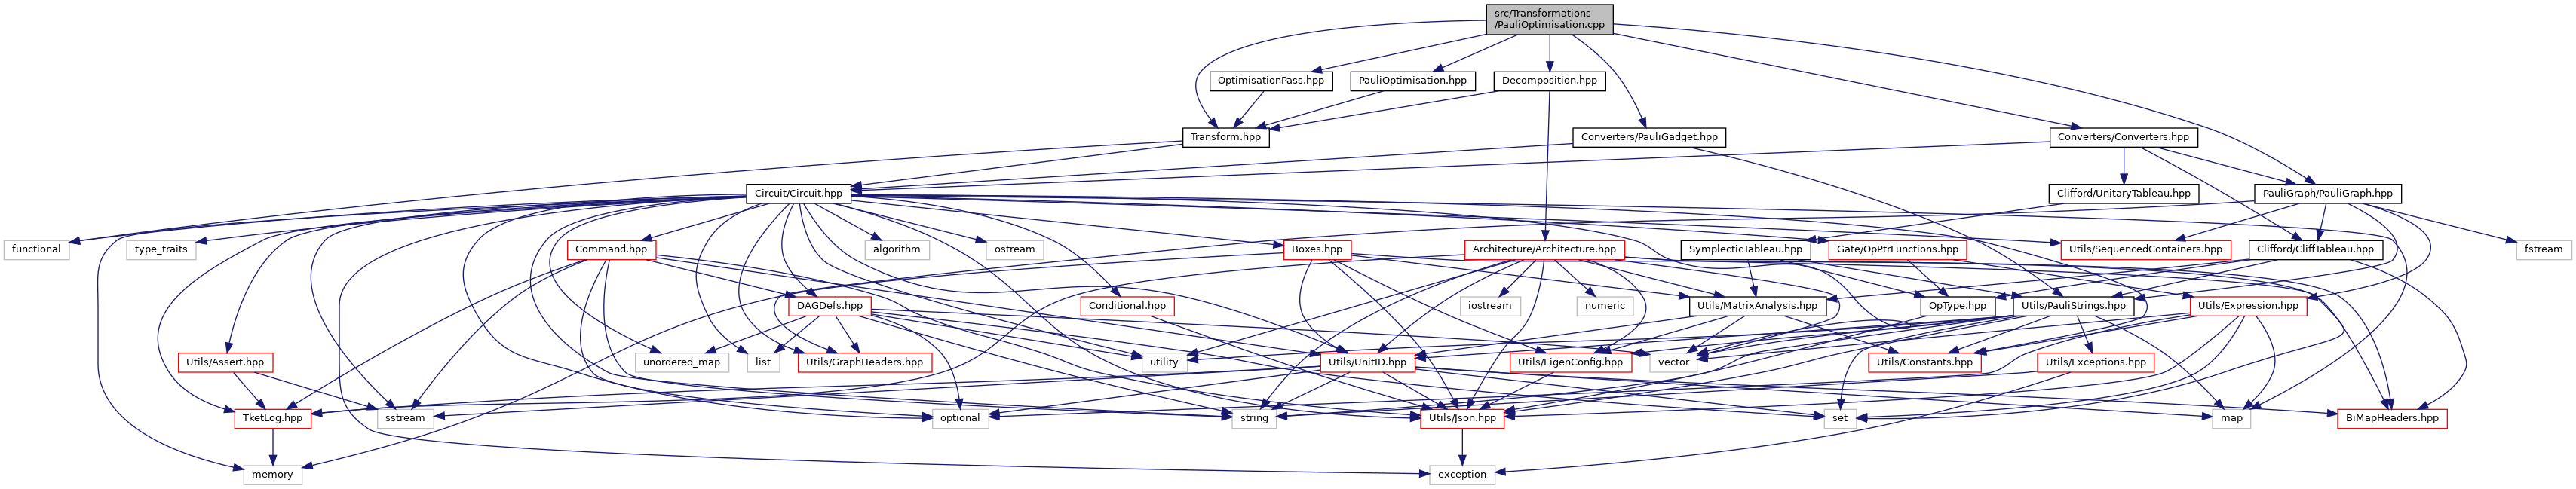 src/Transformations
/PauliOptimisation.cpp
OptimisationPass.hpp
PauliOptimisation.hpp
Decomposition.hpp
Transform.hpp
Converters/PauliGadget.hpp
Converters/Converters.hpp
Circuit/Circuit.hpp
Clifford/UnitaryTableau.hpp
PauliGraph/PauliGraph.hpp
functional
type_traits
Command.hpp
algorithm
ostream
Boxes.hpp
Architecture/Architecture.hpp
SymplecticTableau.hpp
Gate/OpPtrFunctions.hpp
Utils/SequencedContainers.hpp
Clifford/CliffTableau.hpp
fstream
DAGDefs.hpp
Conditional.hpp
iostream
numeric
Utils/MatrixAnalysis.hpp
OpType.hpp
Utils/PauliStrings.hpp
Utils/Expression.hpp
Utils/Assert.hpp
unordered_map
list
Utils/GraphHeaders.hpp
utility
Utils/UnitID.hpp
Utils/EigenConfig.hpp
vector
Utils/Constants.hpp
Utils/Exceptions.hpp
TketLog.hpp
sstream
optional
string
Utils/Json.hpp
set
map
BiMapHeaders.hpp
memory
exception